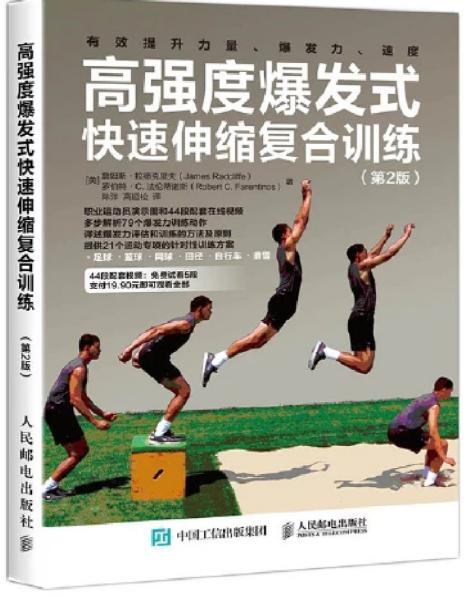 高强度爆发式快速伸缩复合训练
(第2版)
人民邮电出版社
有效提升力量、爆发力、速度
高强度爆发式
快速伸缩复合训练
(第2版)
[美] 詹姆斯·拉德克里夫(James Radcliffe)
罗伯特·C.法伦蒂诺斯(Robert C. Farentinos) 著
陈洋 高延松 译
职业运动员演示图和44段配套在线视频
多步解析79个爆发力训练动作
详述爆发力评估和训练的方法及原则
提供21个运动专项的针对性训练方案
·足球·篮球·网球·田径·自行车·滑雪
44段配套视频:免费试看5段
支付19.90元即可观看全部
中国工信出版集团
人民邮电出版社
POSTS & TELECOM PRESS